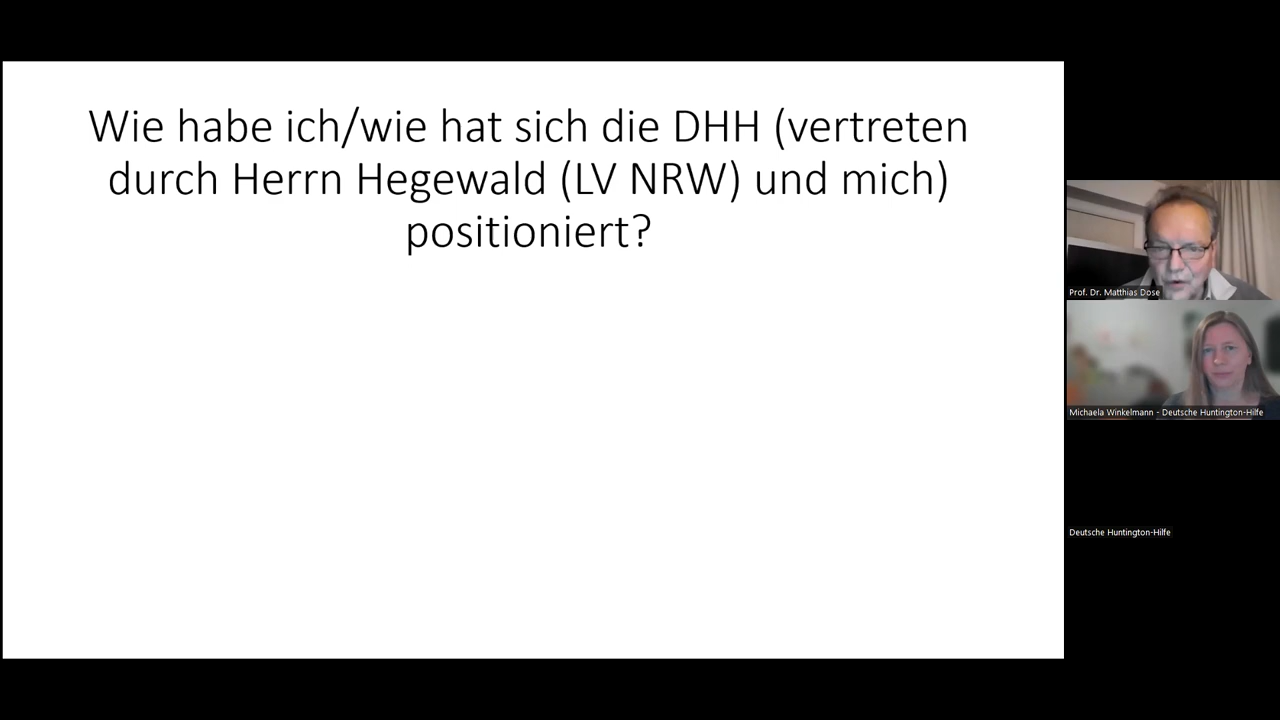 Wie habe ich/wie hat sich die DHH (vertreten
durch Herrn Hegewald (LV NRW) und mich)
positioniert?
Prof. Dr. Matthias Dose
Michaela Winkelmann - Deutsche Huntington-Hilfe
Deutsche Huntington-Hilfe